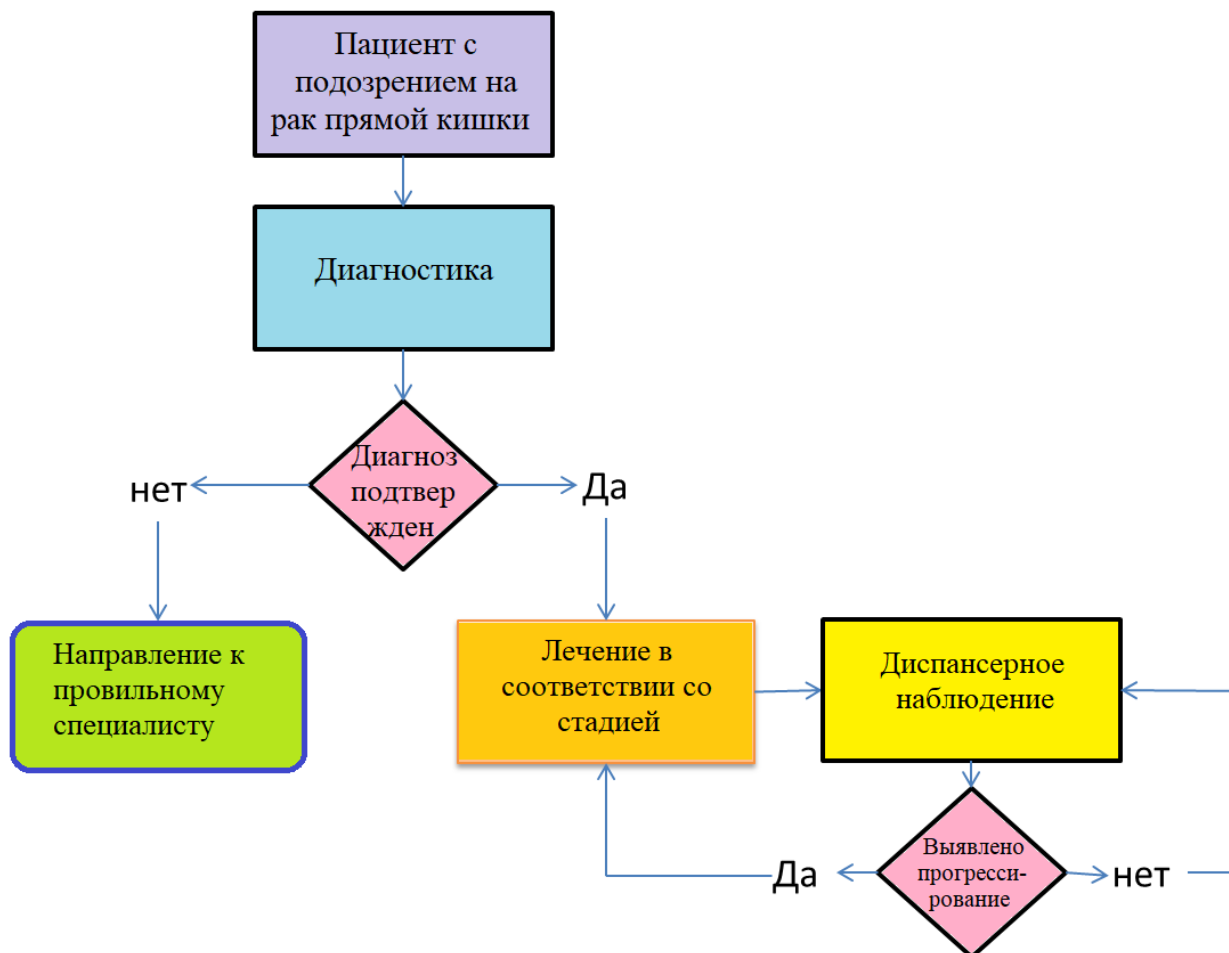 Пациент с
подозрением на
рак прямой кишки
Диагностика
Диагноз
подтвер
жден
нет
Да
Направление к
провильному
специалисту
Лечение в
соответствии со
стадией
Диспансерное
наблюдение
Выявлено
прогресси-
рование
Да
нет